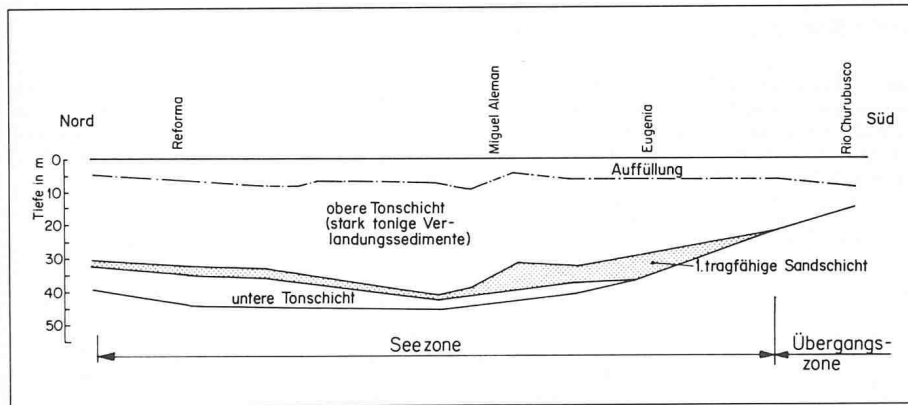 Nord
Reforma
Miguel Aleman
Eugenia
Rio Churubusco
Süd
Tiefe in m
0
10
20
30
40
50
Auffüllung
obere Tonschicht
(stark tonige Ver-
landungssedimente)
1.tragfähige Sandschicht
untere Tonschicht
Seezone
Übergangs-
zone